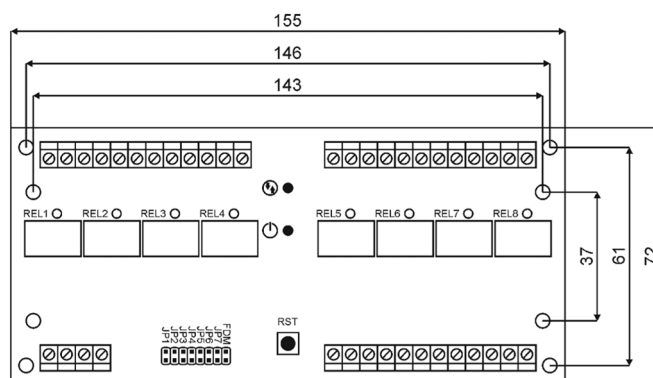 155
146
143
REL1
REL2
REL3
REL4
REL5
REL6
REL7
REL8
37
61
72
JP1
JP2
JP3
JP4
JP5
JP6
JP7
FDM
RST